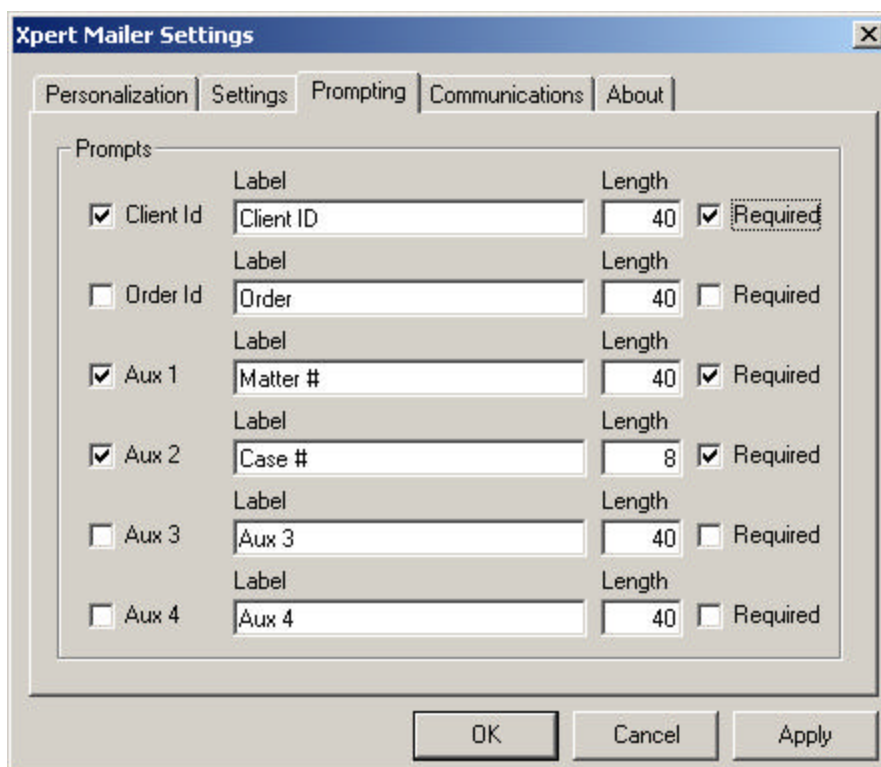 Xpert Mailer Settings
Personalization Settings Prompting Communications About
Prompts
Label Length
Client Id Client ID 40 Required
Label Length
Order Id Order 40 Required
Label Length
Aux 1 Matter # 40 Required
Label Length
Aux 2 Case # 8 Required
Label Length
Aux 3 Aux 3 40 Required
Label Length
Aux 4 Aux 4 40 Required
OK Cancel Apply